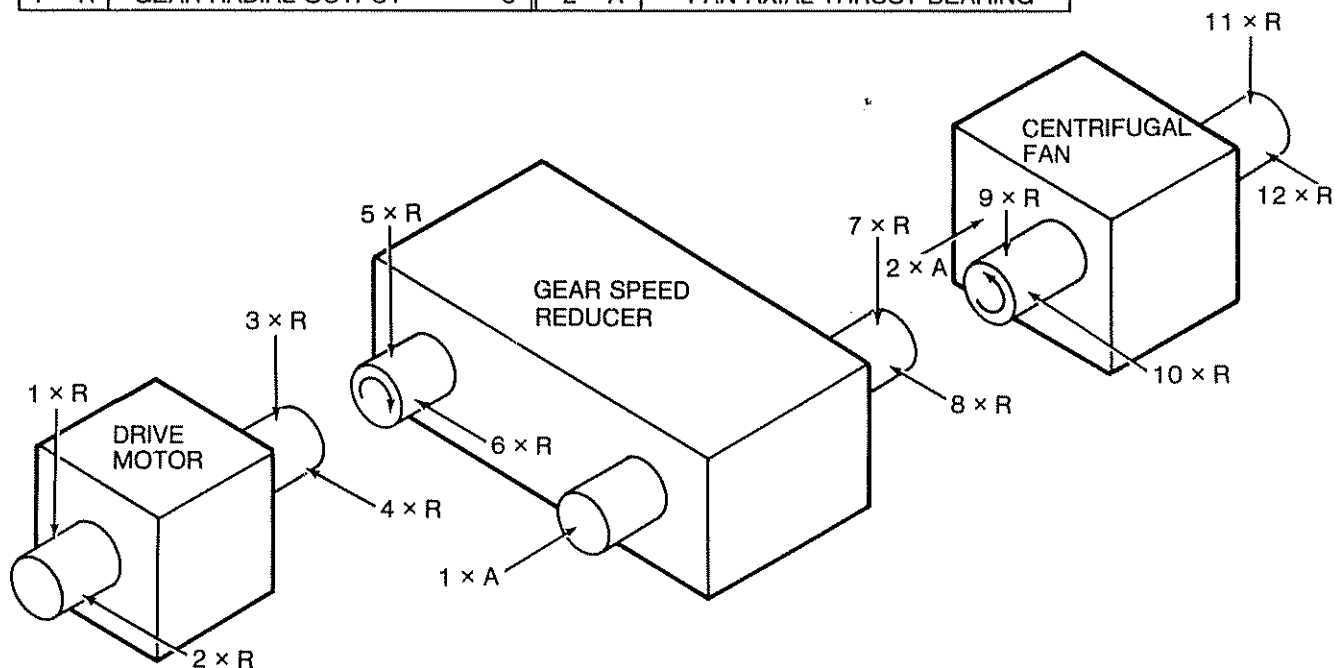 GEAR RADIAL OUTPUT A FAN AXIAL THRUST BEARING
11 × R
CENTRIFUGAL
FAN
12 × R
9 × R
2 × A
10 × R
5 × R
7 × R
GEAR SPEED
REDUCER
8 × R
6 × R
1 × A
3 × R
1 × R
DRIVE
MOTOR
4 × R
2 × R